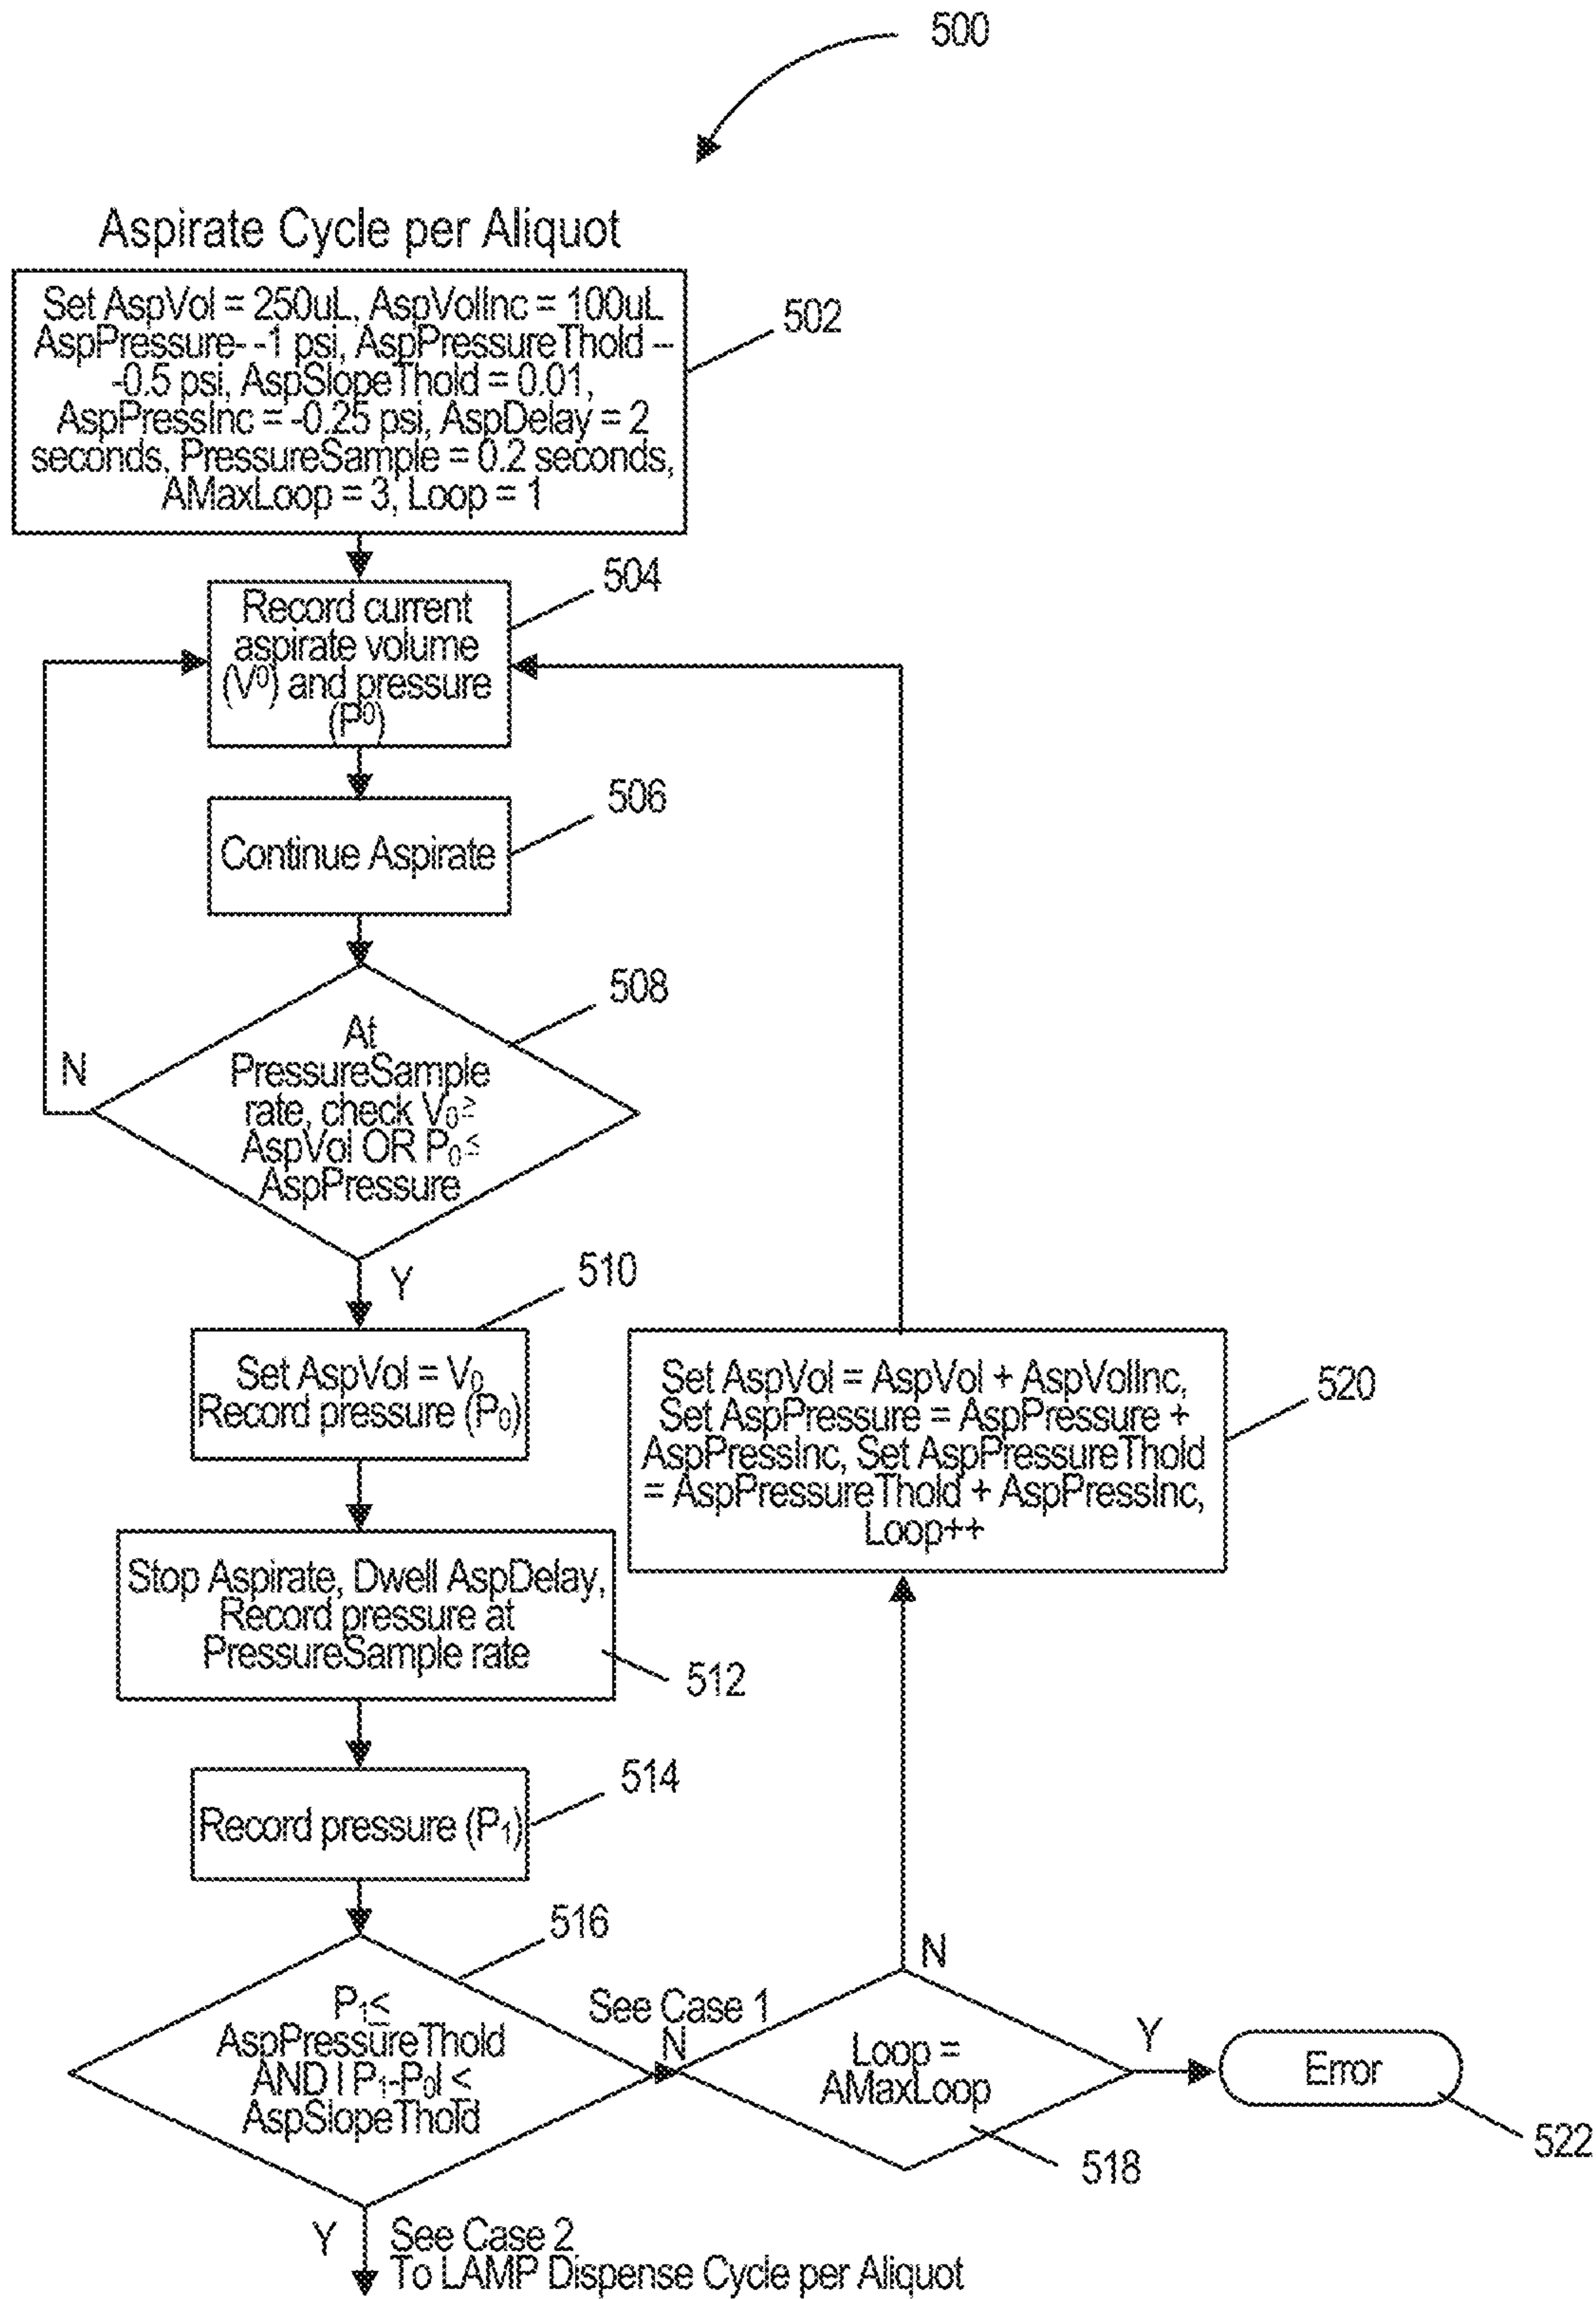 500
Aspirate Cycle per Aliquot
Set AspVol = 250uL, AspVolInc = 100uL
AspPressure- -1 psi, AspPressureThold –
-0.5 psi, AspSlopeThold = 0.01,
AspPressInc = -0.25 psi, AspDelay = 2
seconds, PressureSample = 0.2 seconds,
AMaxLoop = 3, Loop = 1
502
504
Record current
aspirate volume
(V⁰) and pressure
(P⁰)
506
Continue Aspirate
508
At
PressureSample
rate, check V₀ ≥
AspVol OR P₀ ≤
AspPressure
N
Y
510
Set AspVol = V₀
Record pressure (P₀)
Stop Aspirate, Dwell AspDelay,
Record pressure at
PressureSample rate
512
514
Record pressure (P₁)
516
P₁≤
AspPressureThold
AND I P₁-P₀I ≤
AspSlopeThold
See Case 1
N
Y
See Case 2
To LAMP Dispense Cycle per Aliquot
Loop =
AMaxLoop
518
N
Y
Error
522
Set AspVol = AspVol + AspVolInc,
Set AspPressure = AspPressure +
AspPressInc, Set AspPressureThold
= AspPressureThold + AspPressInc,
Loop++
520